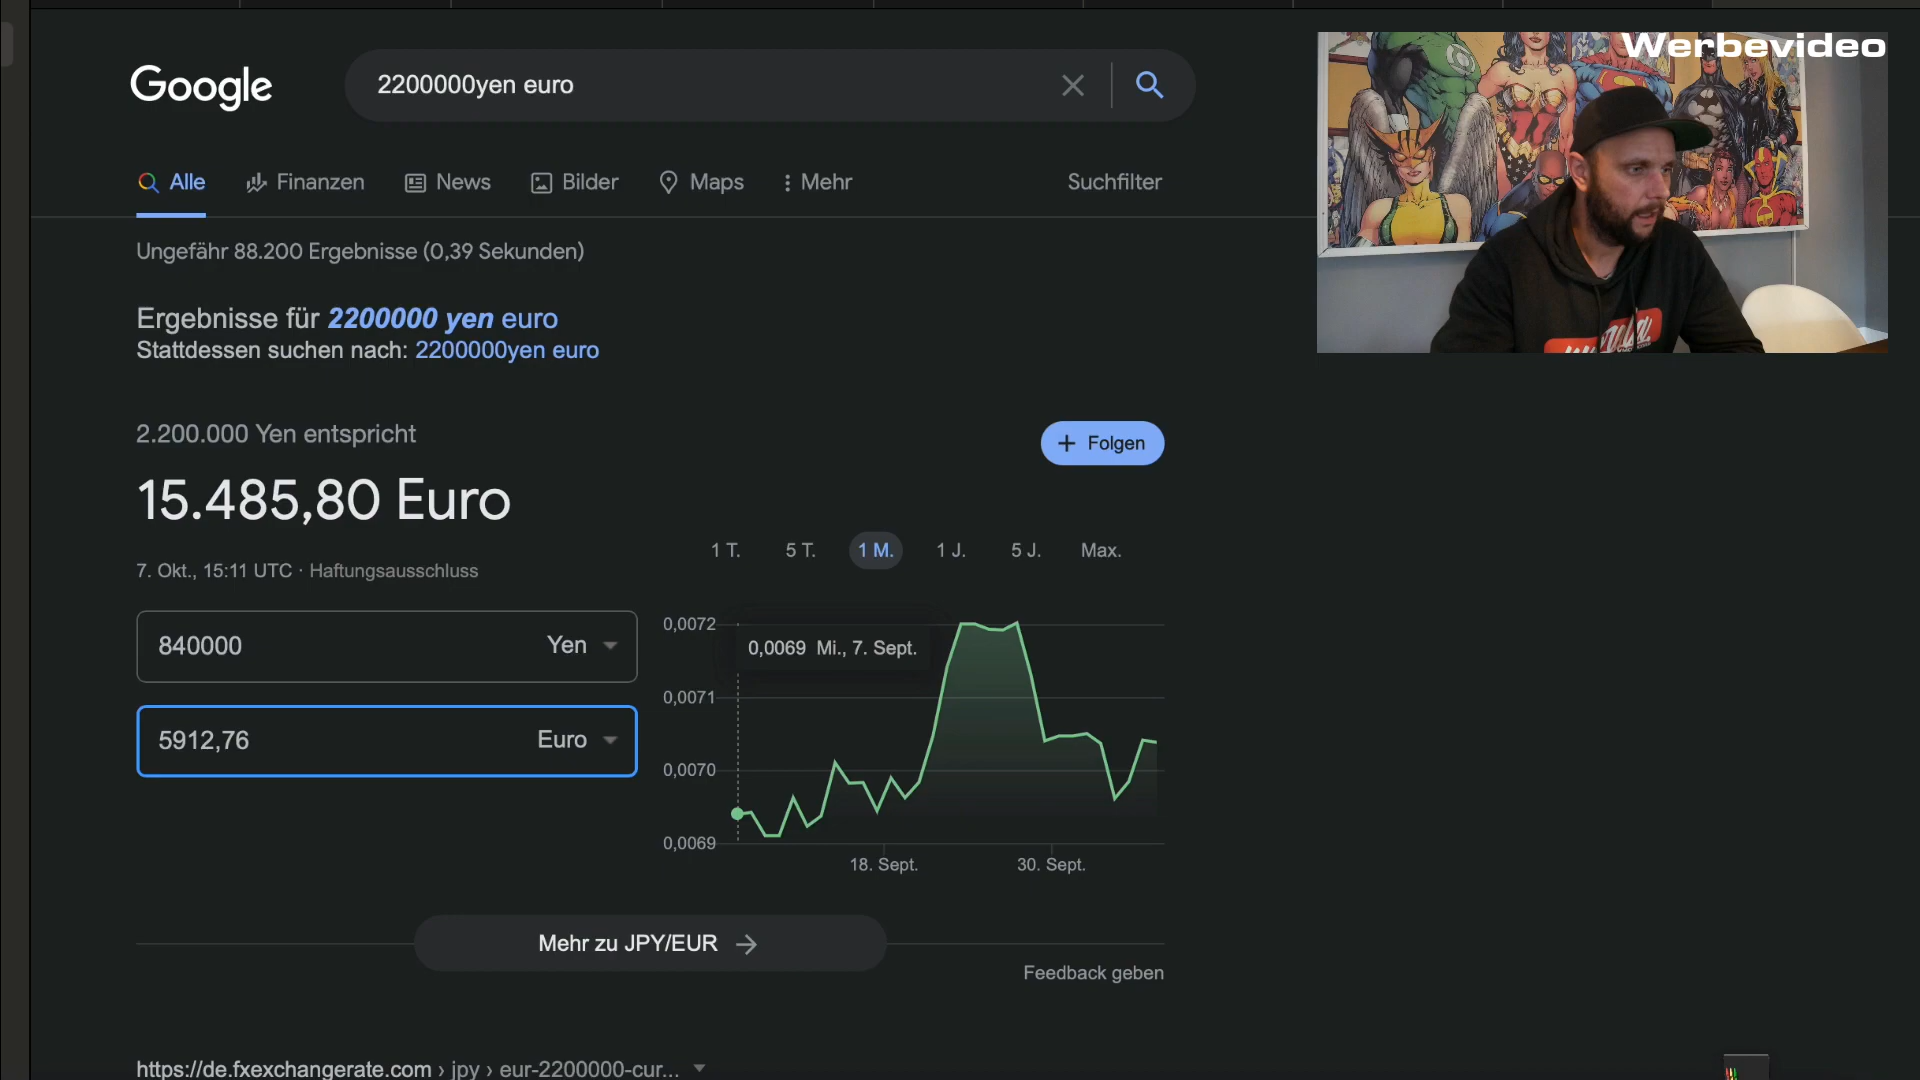 Werbevideo
Google
2200000yen euro
Alle
Finanzen
News
Bilder
Maps
Mehr
Suchfilter
Ungefähr 88.200 Ergebnisse (0,39 Sekunden)
Ergebnisse für 2200000 yen euro
Stattdessen suchen nach: 2200000yen euro
2.200.000 Yen entspricht
Folgen
15.485,80 Euro
7. Okt., 15:11 UTC · Haftungsausschluss
1 T.
5 T.
1 M.
1 J.
5 J.
Max.
840000
Yen
5912,76
Euro
0,0072
0,0069 Mi., 7. Sept.
0,0071
0,0070
0,0069
18. Sept.
30. Sept.
Mehr zu JPY/EUR
Feedback geben
https://de.fxexchangerate.com › jpy › eur-2200000-cur...